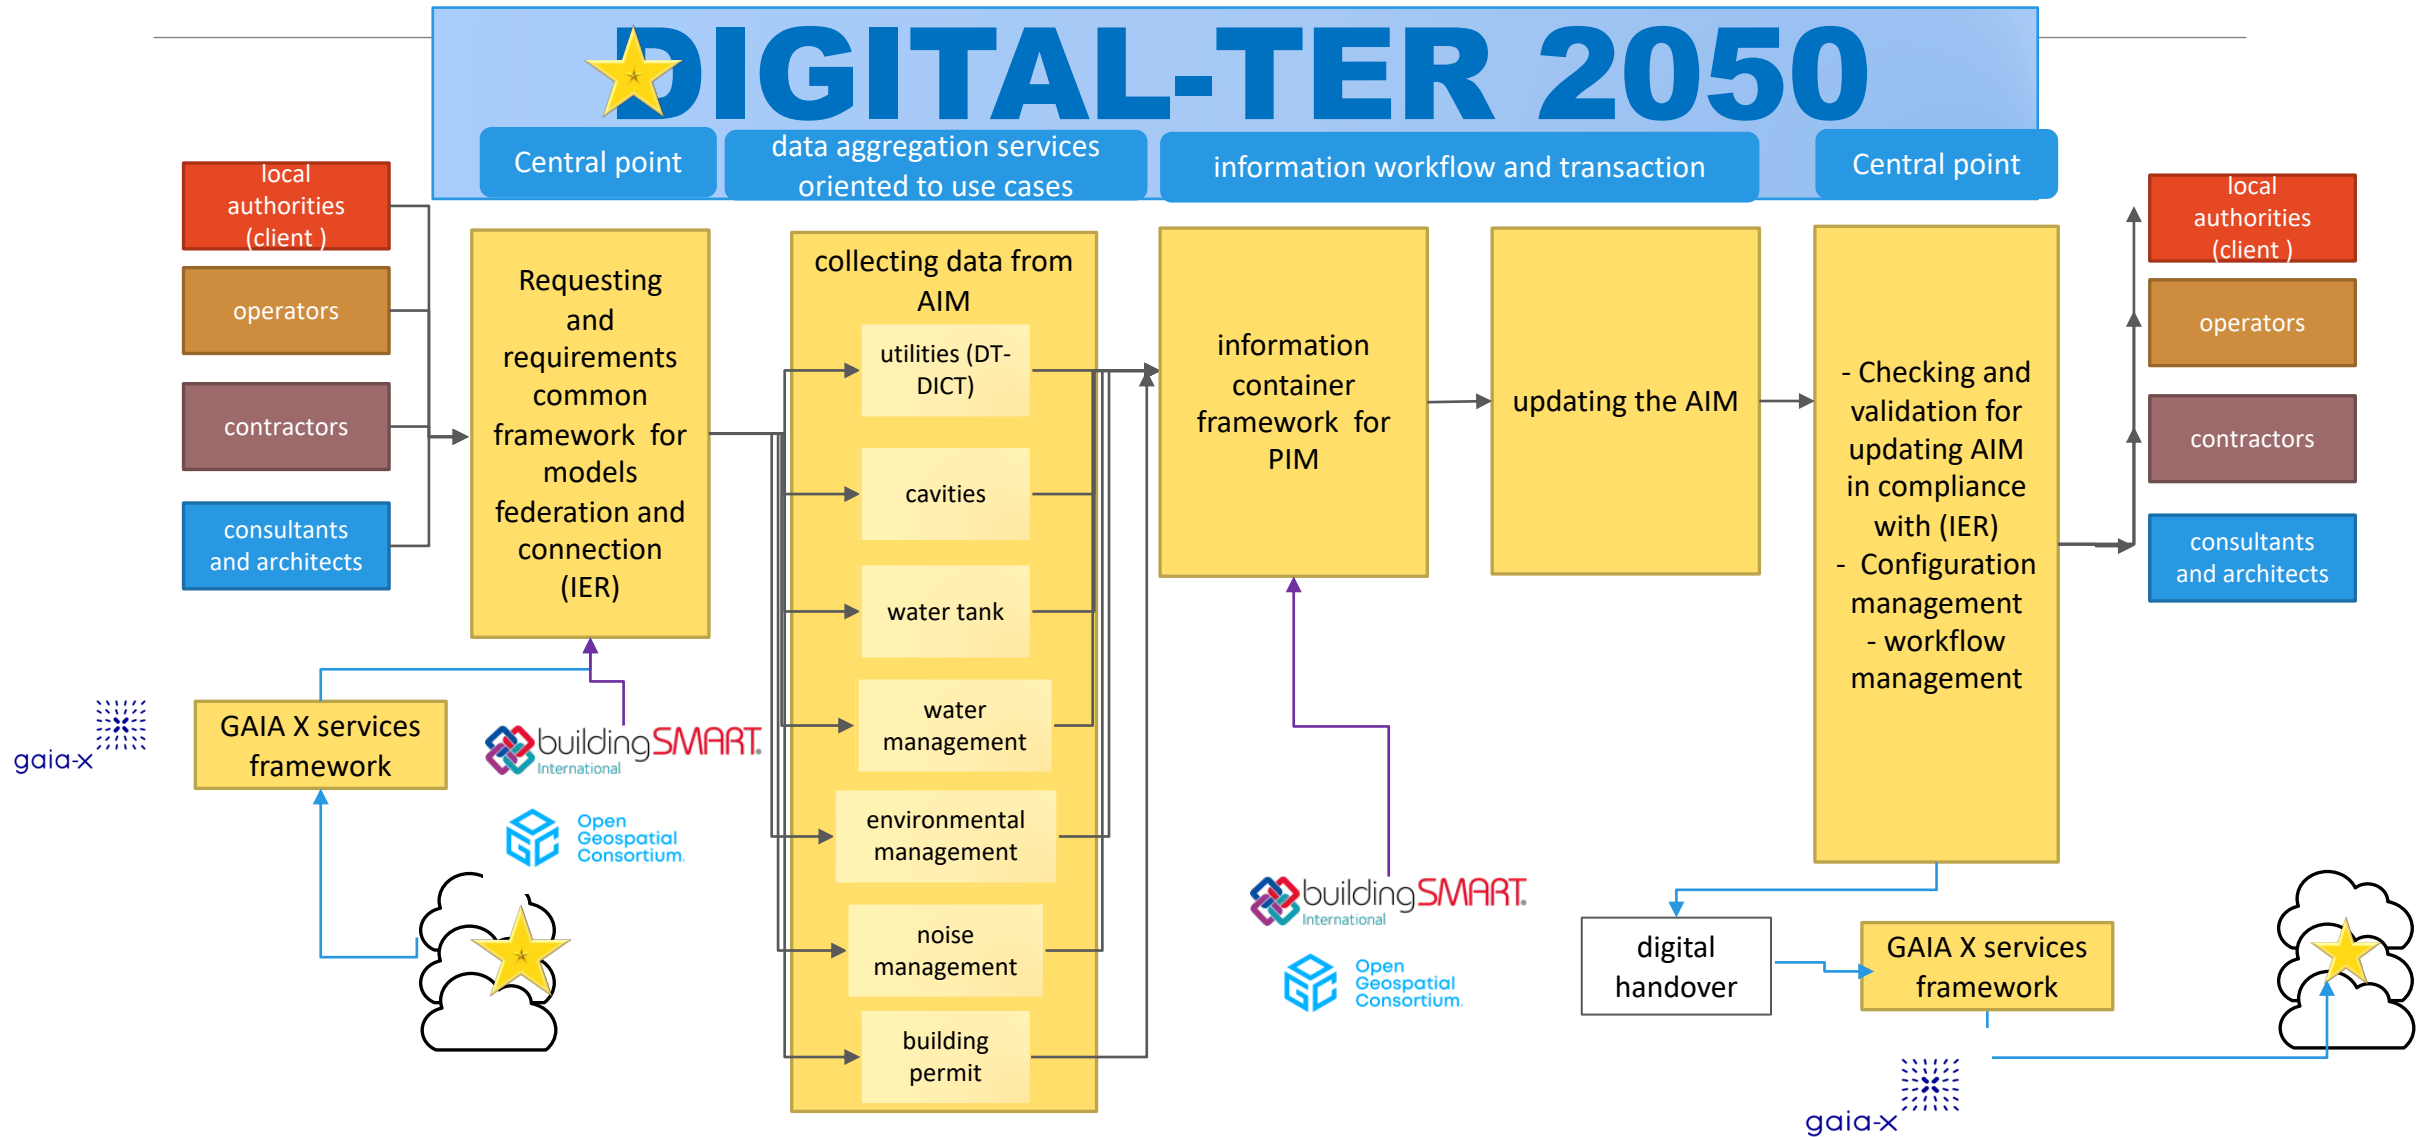 DIGITAL-TER 2050
Central point
data aggregation services
oriented to use cases
information workflow and transaction
Central point
local
authorities
(client )
operators
contractors
consultants
and architects
Requesting
and
requirements
common
framework for
models
federation and
connection
(IER)
collecting data from
AIM
utilities (DT-
DICT)
cavities
water tank
water
management
environmental
management
noise
management
building
permit
information
container
framework for
PIM
updating the AIM
- Checking and
validation for
updating AIM
in compliance
with (IER)
- Configuration
management
- workflow
management
local
authorities
(client )
operators
contractors
consultants
and architects
gaia-x
GAIA X services
framework
buildingSMART®
International
Open
Geospatial
Consortium.
buildingSMART®
International
Open
Geospatial
Consortium.
digital
handover
GAIA X services
framework
gaia-x